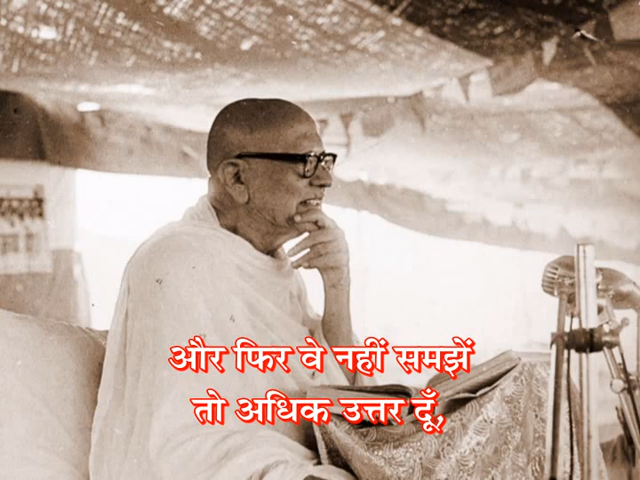 और फिर वे नहीं समझें
तो अधिक उत्तर दूँ,